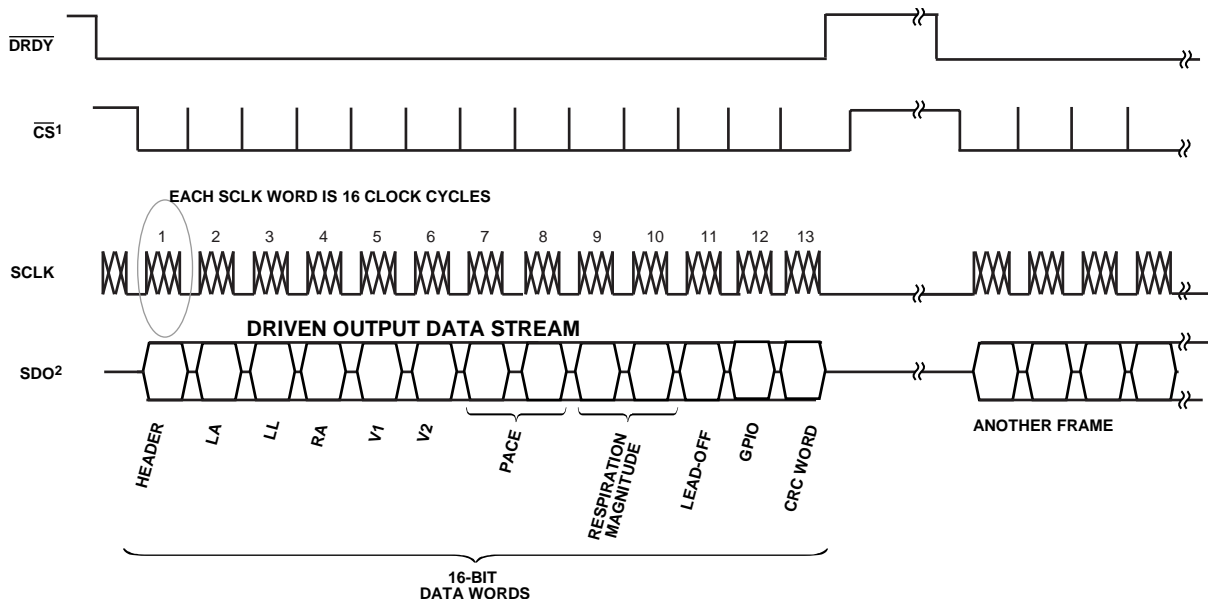 DRDY
CS1
EACH SCLK WORD IS 16 CLOCK CYCLES
1 2 3 4 5 6 7 8 9 10 11 12 13
SCLK
DRIVEN OUTPUT DATA STREAM
SDO2
HEADER
LA
LL
RA
V1
V2
PACE
RESPIRATION
MAGNITUDE
LEAD-OFF
GPIO
CRC WORD
ANOTHER FRAME
16-BIT
DATA WORDS